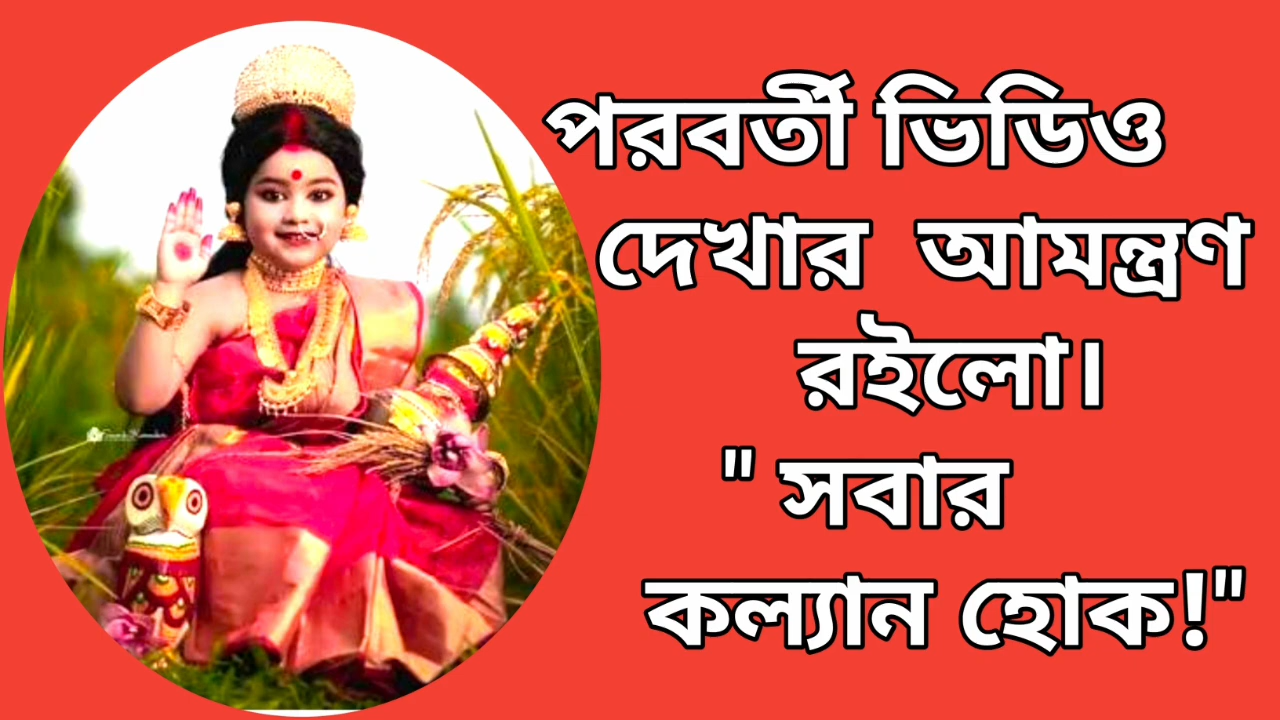 পরবর্তী ভিডিও
দেখার আমন্ত্রণ
রইলো।
" সবার
কল্যান হোক!"